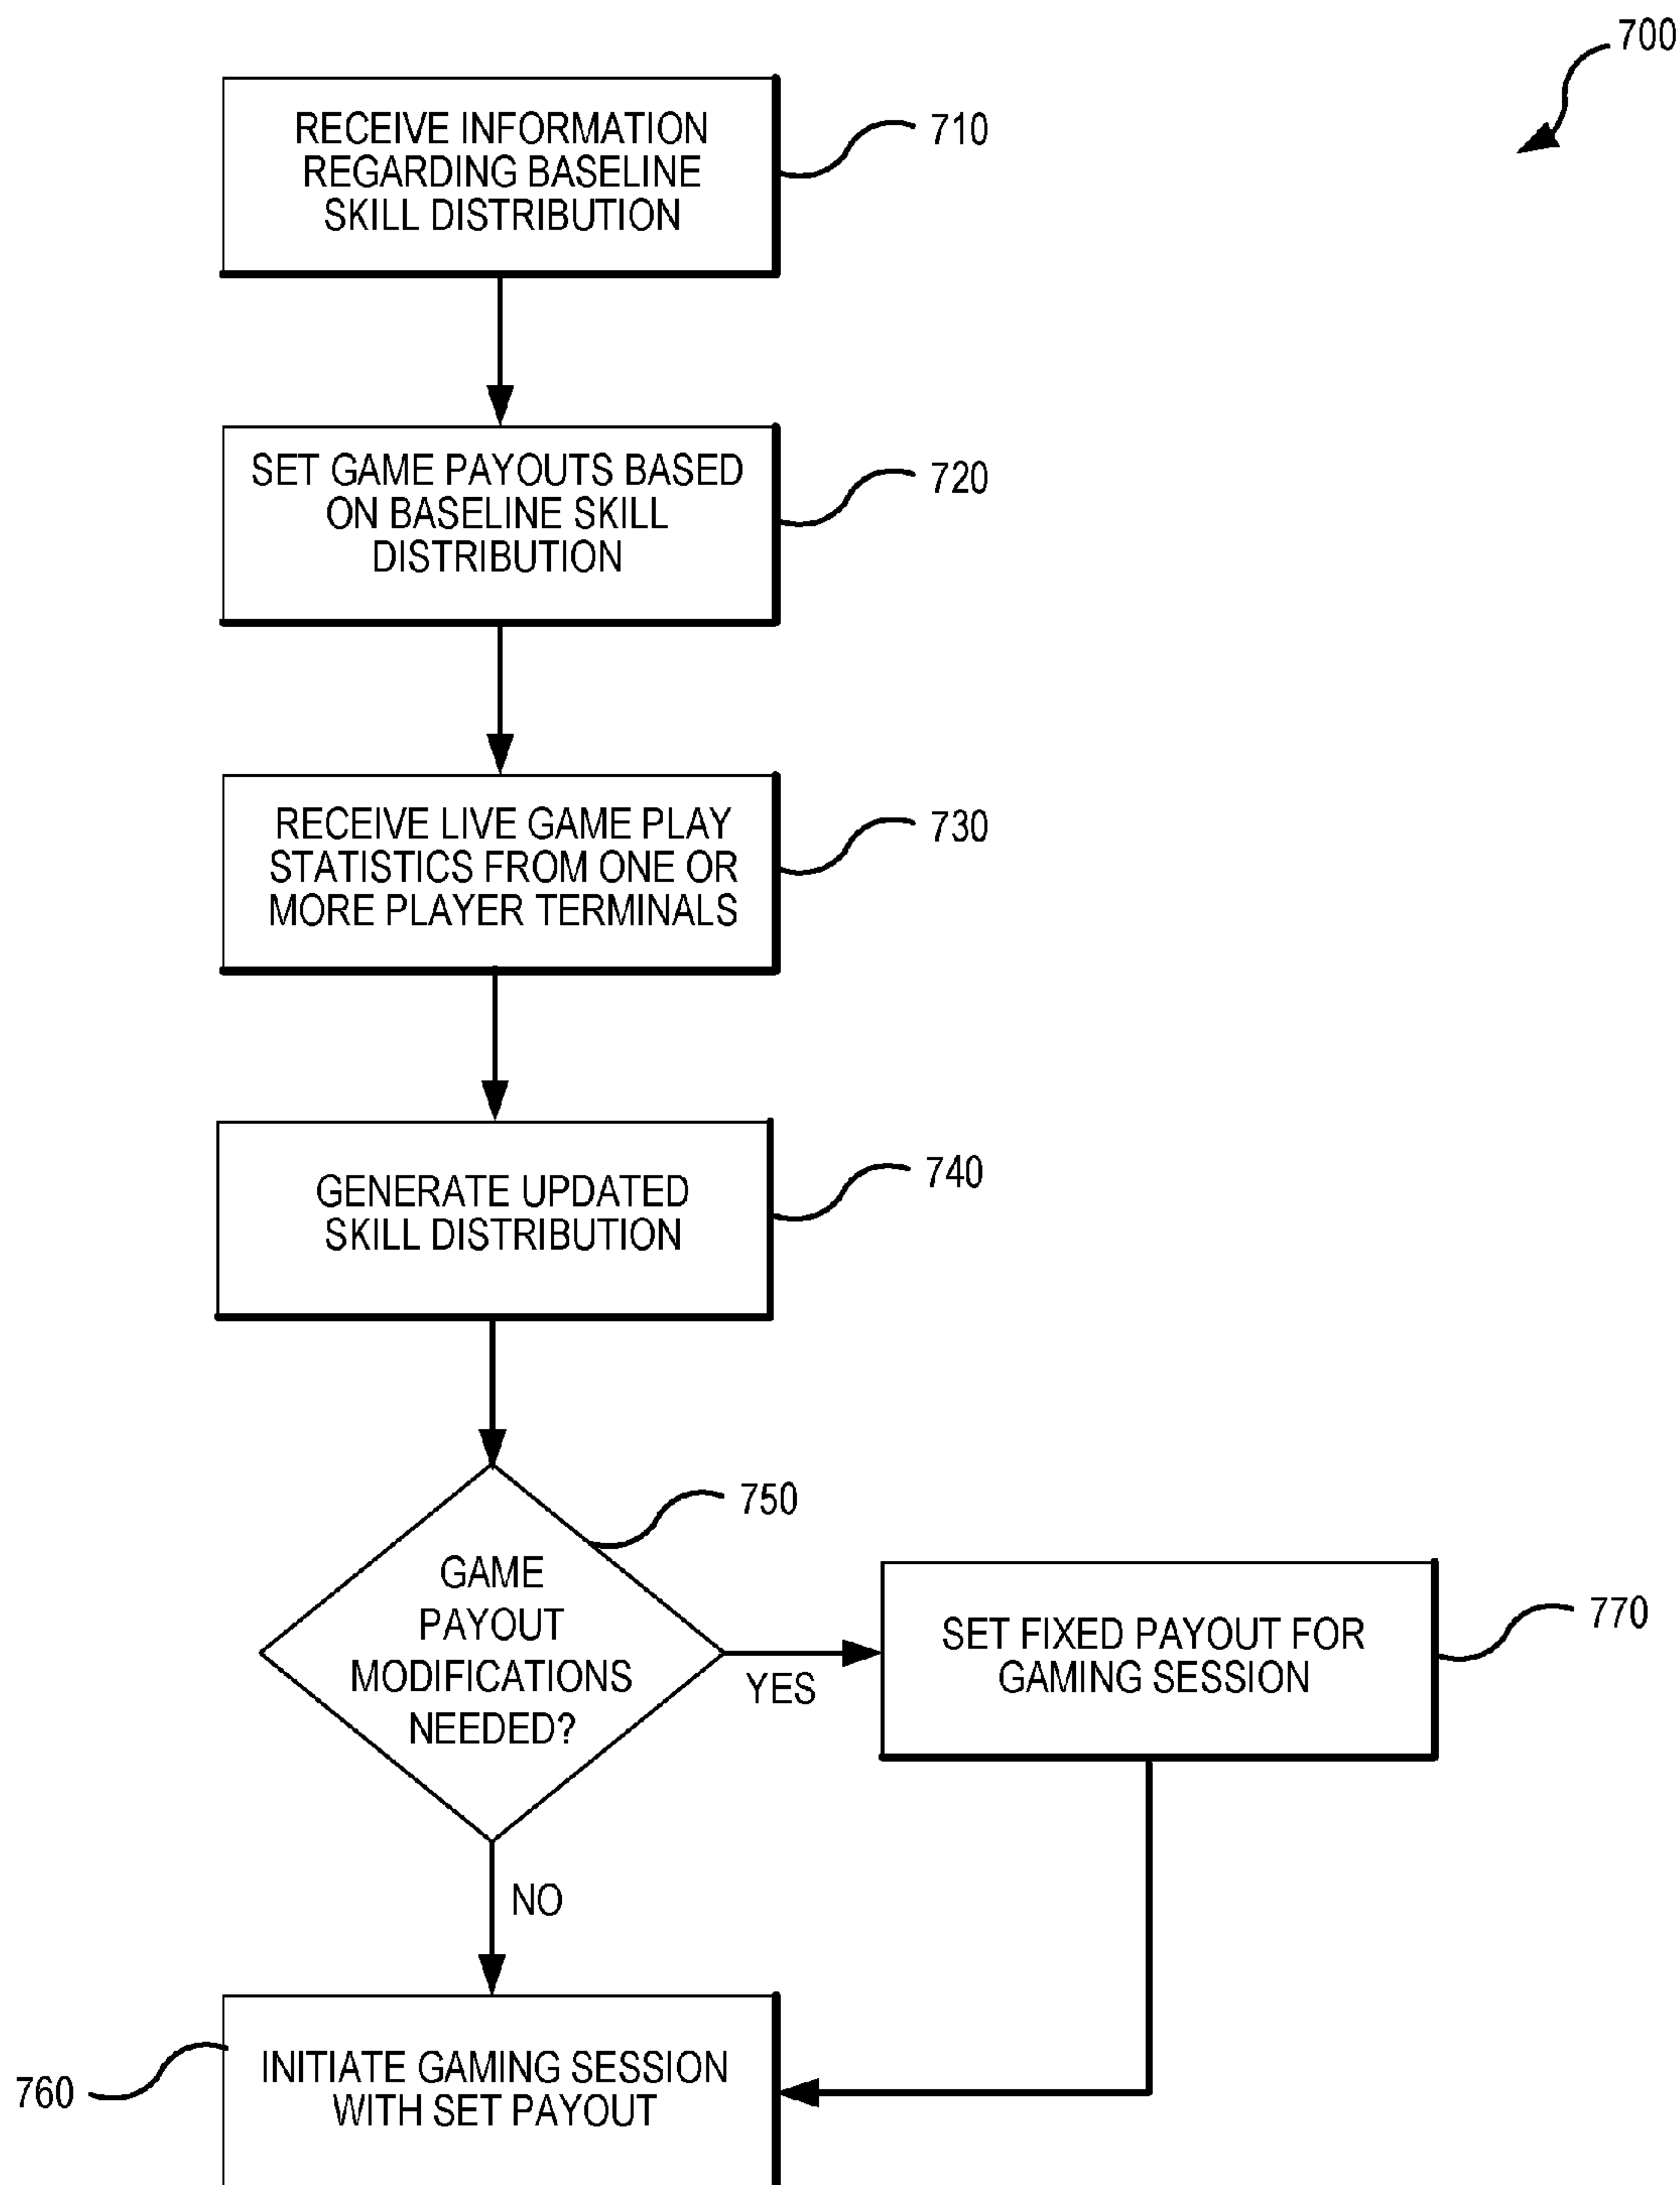 700
RECEIVE INFORMATION
REGARDING BASELINE
SKILL DISTRIBUTION
710
SET GAME PAYOUTS BASED
ON BASELINE SKILL
DISTRIBUTION
720
RECEIVE LIVE GAME PLAY
STATISTICS FROM ONE OR
MORE PLAYER TERMINALS
730
GENERATE UPDATED
SKILL DISTRIBUTION
740
750
GAME
PAYOUT
MODIFICATIONS
NEEDED?
YES
SET FIXED PAYOUT FOR
GAMING SESSION
770
NO
INITIATE GAMING SESSION
WITH SET PAYOUT
760